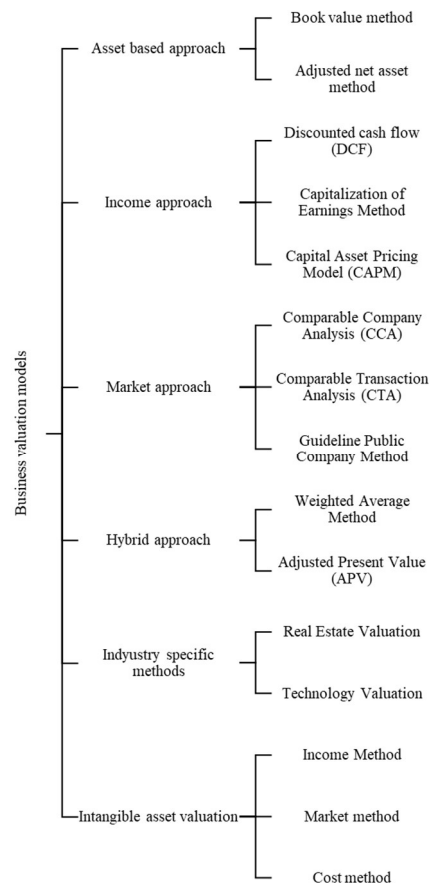 Business valuation models
Asset based approach
Book value method
Adjusted net asset
method
Income approach
Discounted cash flow
(DCF)
Capitalization of
Earnings Method
Capital Asset Pricing
Model (CAPM)
Market approach
Comparable Company
Analysis (CCA)
Comparable Transaction
Analysis (CTA)
Guideline Public
Company Method
Hybrid approach
Weighted Average
Method
Adjusted Present Value
(APV)
Indyustry specific
methods
Real Estate Valuation
Technology Valuation
Intangible asset valuation
Income Method
Market method
Cost method